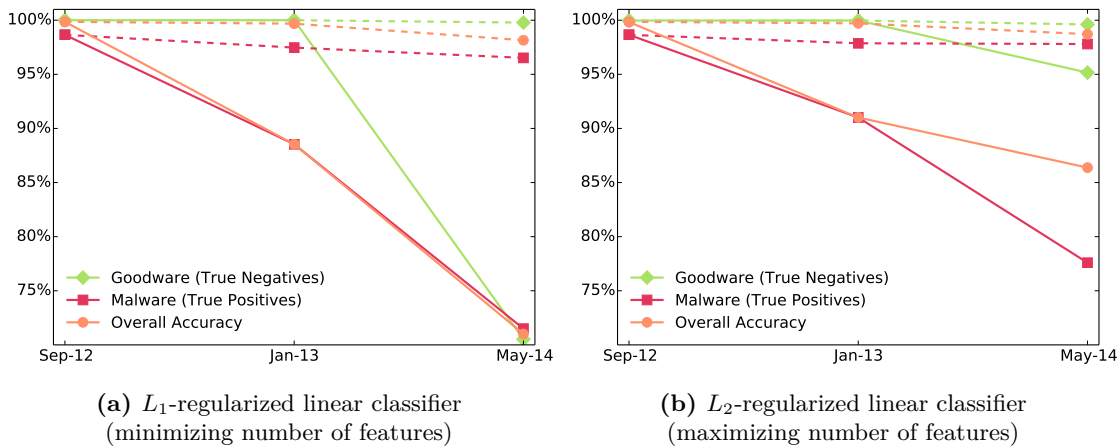 100%
95%
90%
85%
80%
75%
Goodware (True Negatives)
Malware (True Positives)
Overall Accuracy
Sep-12 Jan-13 May-14
(a) L1-regularized linear classifier
(minimizing number of features)
100%
95%
90%
85%
80%
75%
Goodware (True Negatives)
Malware (True Positives)
Overall Accuracy
Sep-12 Jan-13 May-14
(b) L2-regularized linear classifier
(maximizing number of features)